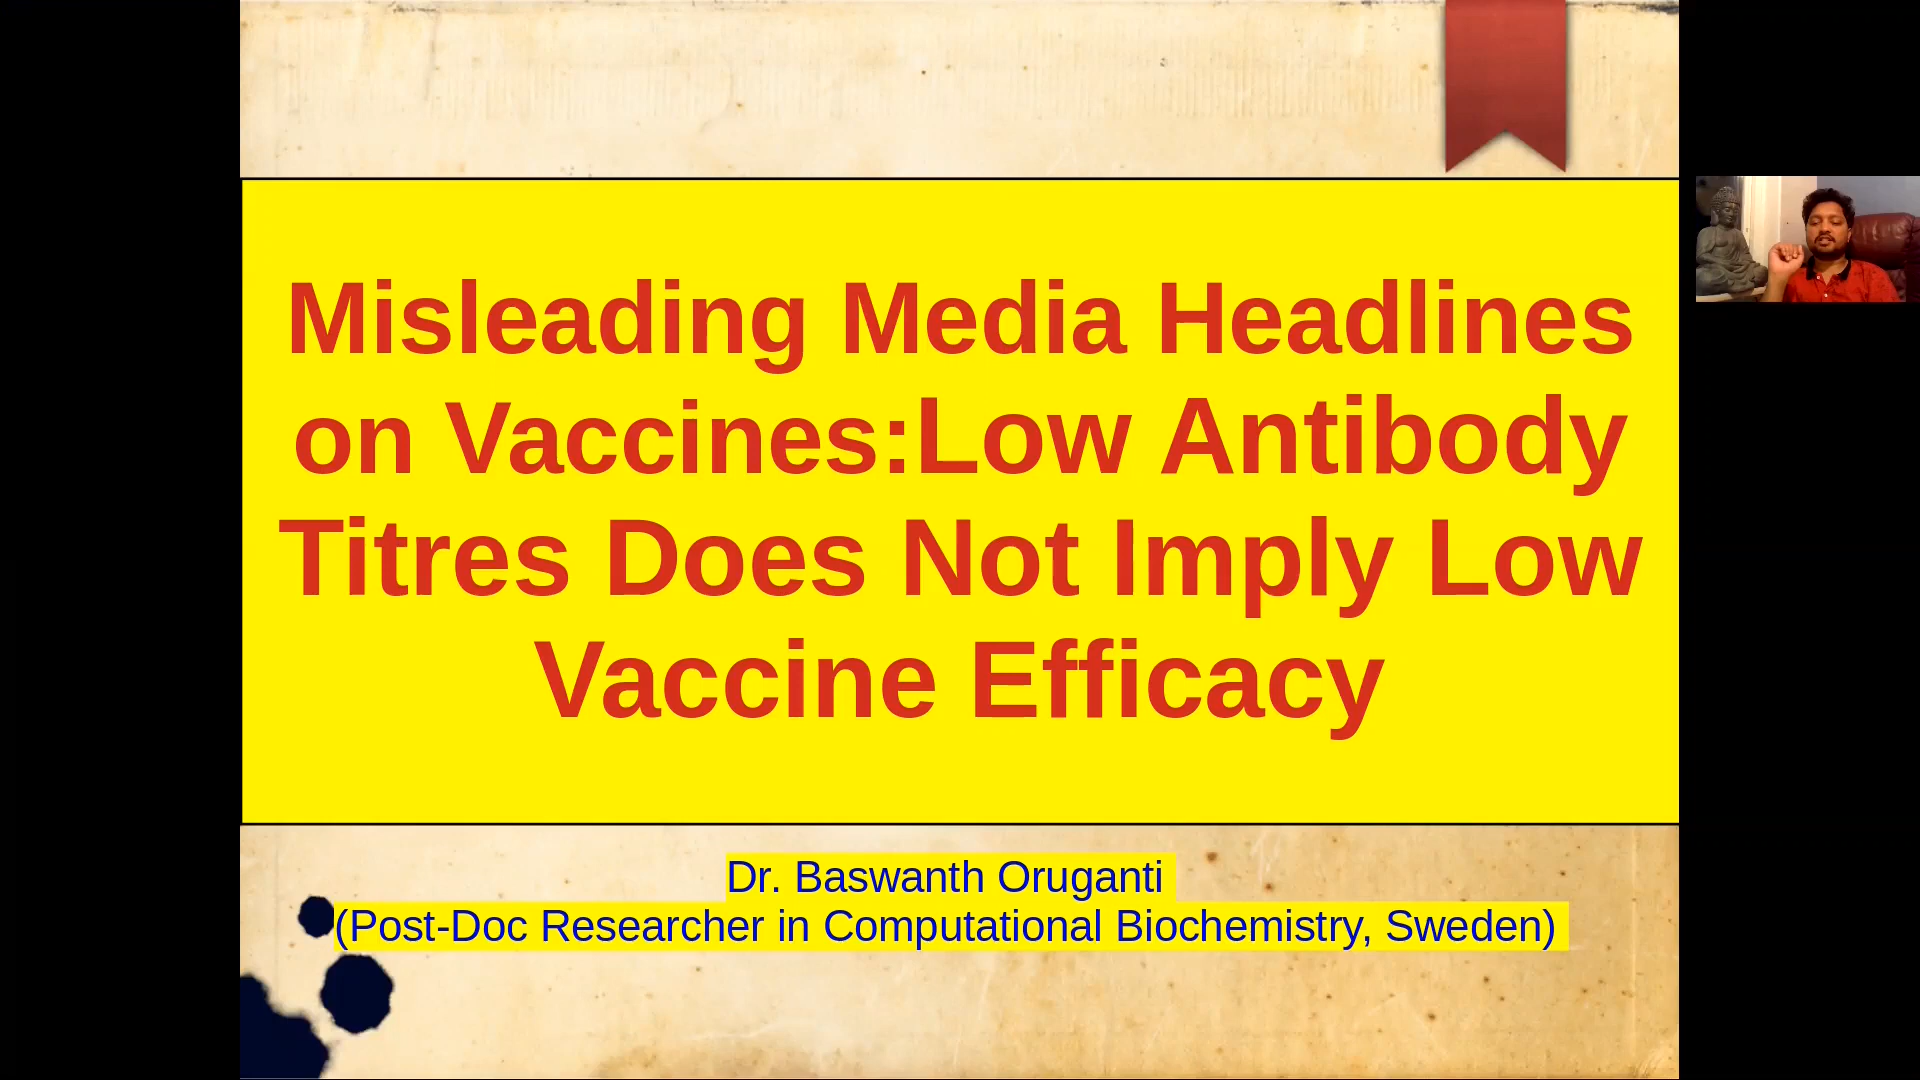 Misleading Media Headlines
on Vaccines:Low Antibody
Titres Does Not Imply Low
Vaccine Efficacy
Dr. Baswanth Oruganti
(Post-Doc Researcher in Computational Biochemistry, Sweden)